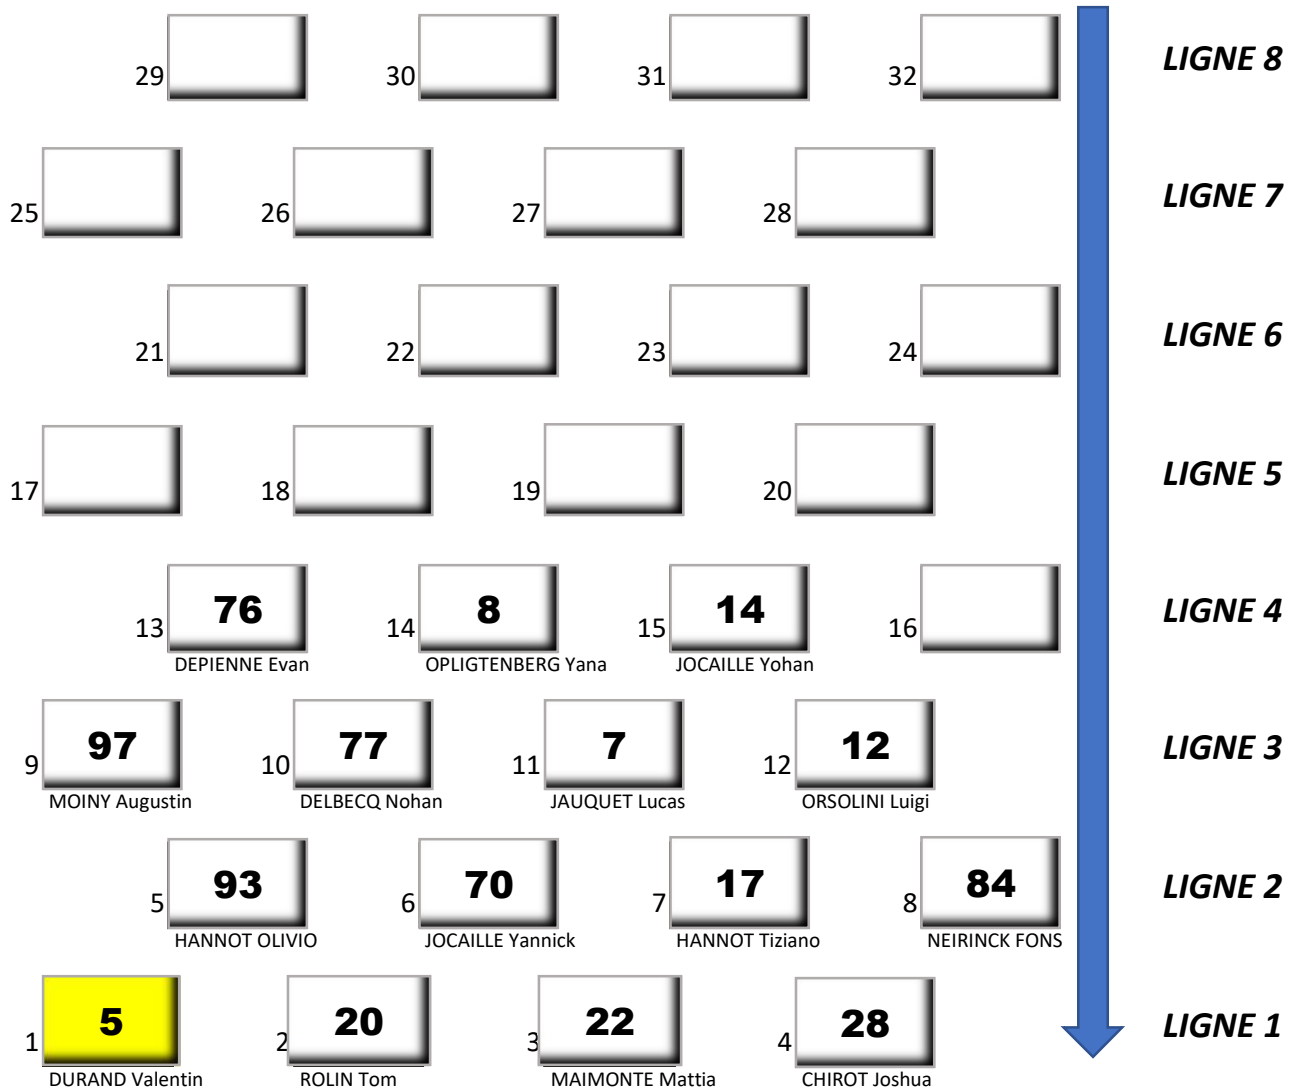 29 30 31 32 LIGNE 8
25 26 27 28 LIGNE 7
21 22 23 24 LIGNE 6
17 18 19 20 LIGNE 5
13 76 14 8 15 14 16 LIGNE 4
DEPIENNE Evan OPLIGTENBERG Yana JOCAILLE Yohan
9 97 10 77 11 7 12 12 LIGNE 3
MOINY Augustin DELBECQ Nohan JAUQUET Lucas ORSOLINI Luigi
5 93 6 70 7 17 8 84 LIGNE 2
HANNOT OLIVIO JOCAILLE Yannick HANNOT Tiziano NEIRINCK FONS
1 5 2 20 3 22 4 28 LIGNE 1
DURAND Valentin ROLIN Tom MAIMONTE Mattia CHIROT Joshua